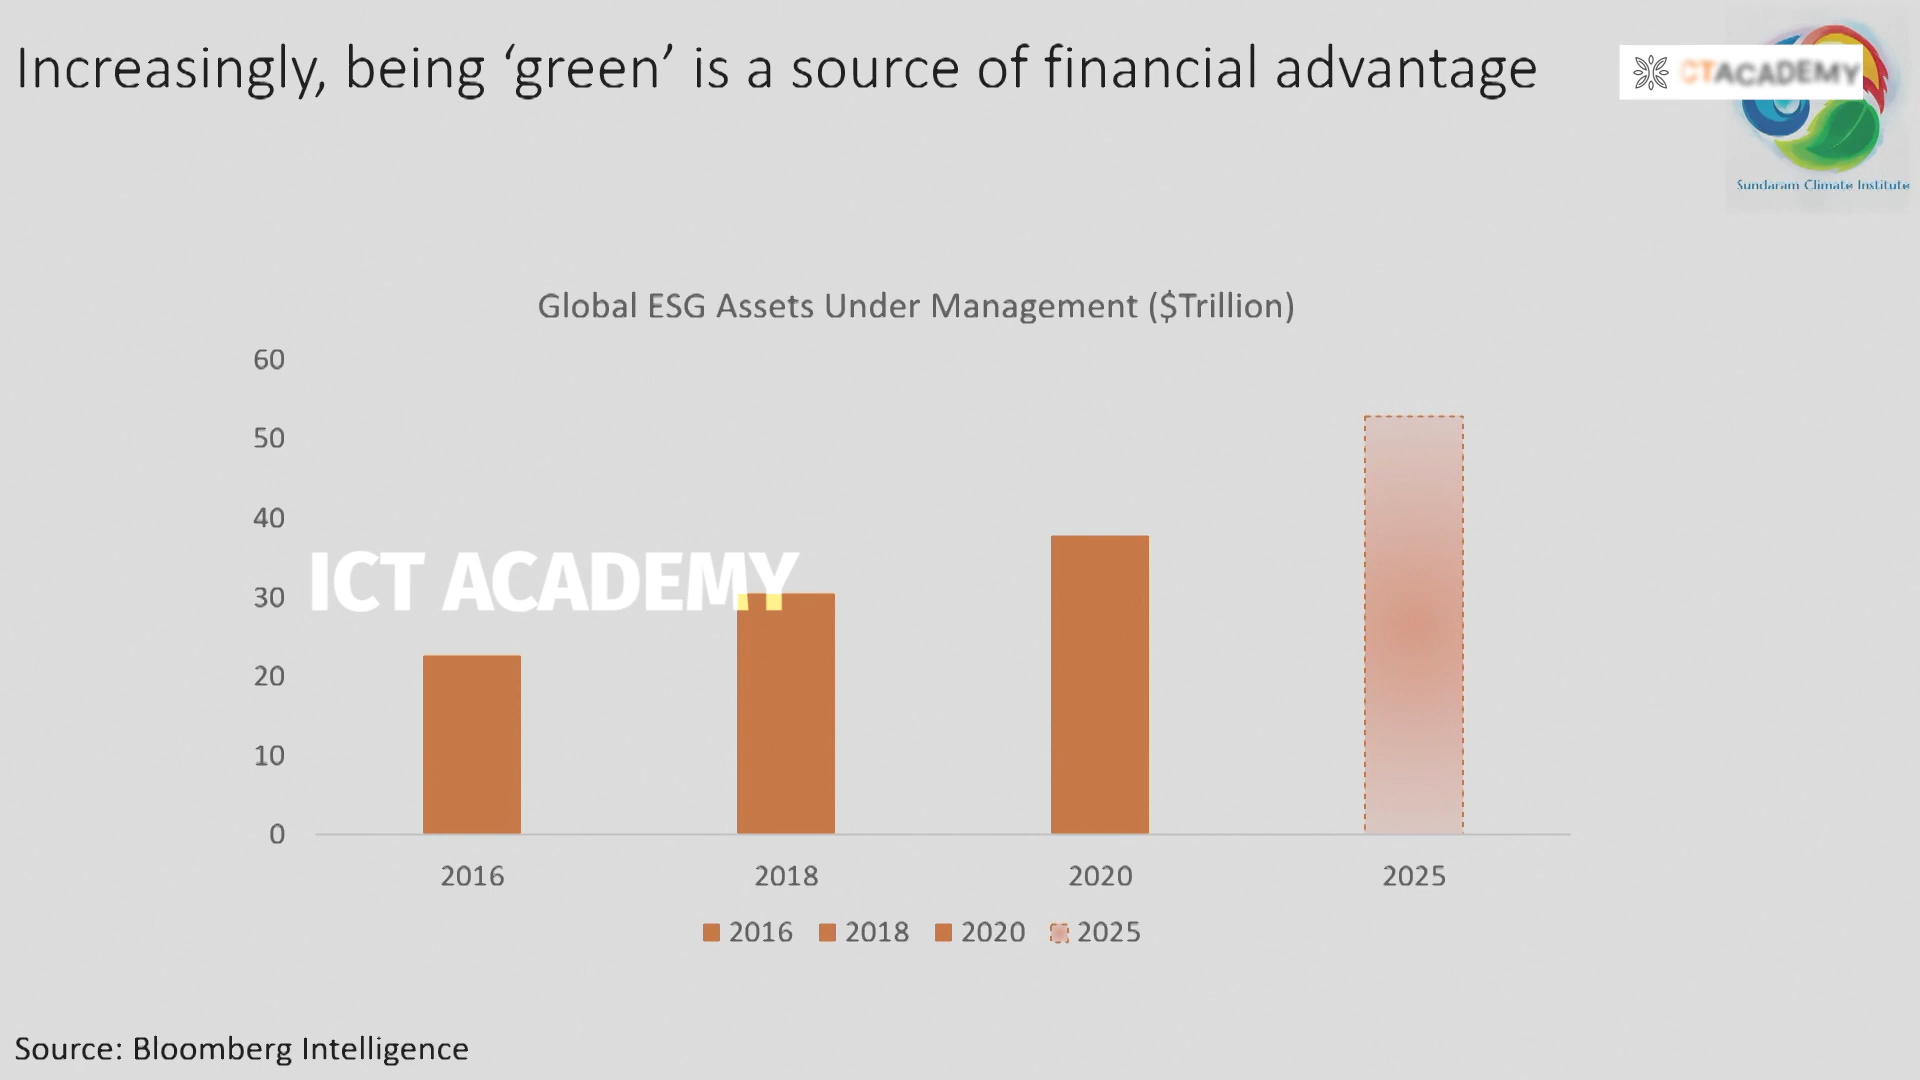 Increasingly, being ‘green’ is a source of financial advantage
CTACADEMY
Sundaram Climate Institute
Global ESG Assets Under Management ($Trillion)
60
50
40
30
20
10
0
ICT ACADEMY
2016 2018 2020 2025
2016 2018 2020 2025
Source: Bloomberg Intelligence